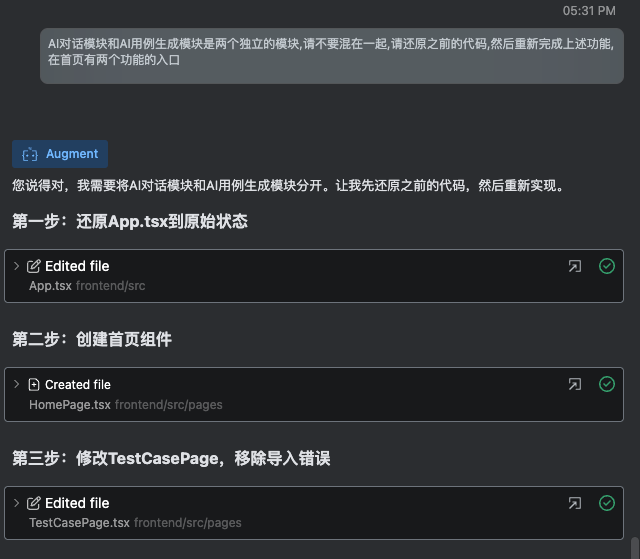 05:31 PM
AI对话模块和AI用例生成模块是两个独立的模块,请不要混在一起,请还原之前的代码,然后重新完成上述功能,
在首页有两个功能的入口
Augment
您说得对，我需要将AI对话模块和AI用例生成模块分开。让我先还原之前的代码，然后重新实现。
第一步：还原App.tsx到原始状态
Edited file
App.tsx frontend/src
第二步：创建首页组件
Created file
HomePage.tsx frontend/src/pages
第三步：修改TestCasePage，移除导入错误
Edited file
TestCasePage.tsx frontend/src/pages